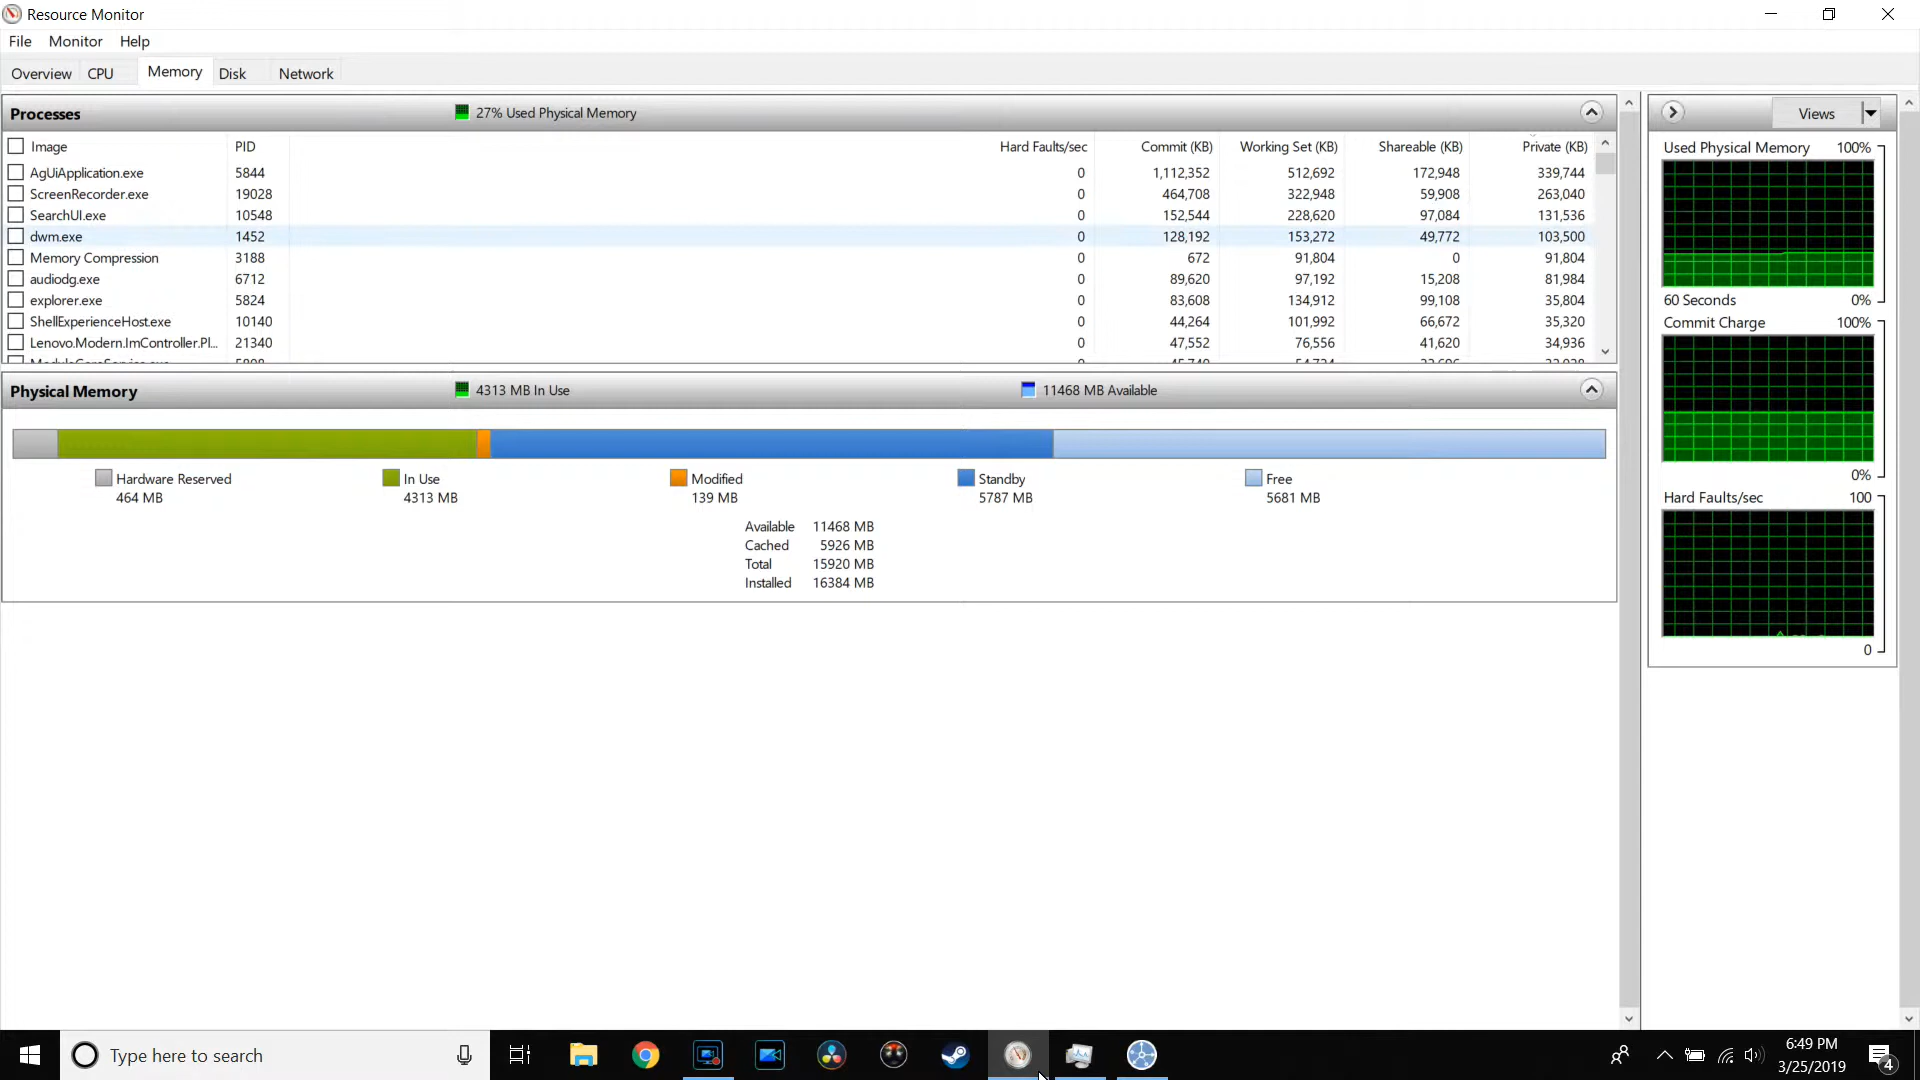 Resource Monitor
File Monitor Help
Overview CPU Memory Disk Network
Processes 27% Used Physical Memory
Image PID Hard Faults/sec Commit (KB) Working Set (KB) Shareable (KB) Private (KB)
AgUiApplication.exe 5844 0 1,112,352 512,692 172,948 339,744
ScreenRecorder.exe 19028 0 464,708 322,948 59,908 263,040
SearchUI.exe 10548 0 152,544 228,620 97,084 131,536
dwm.exe 1452 0 128,192 153,272 49,772 103,500
Memory Compression 3188 0 672 91,804 0 91,804
audiodg.exe 6712 0 89,620 97,192 15,208 81,984
explorer.exe 5824 0 83,608 134,912 99,108 35,804
ShellExperienceHost.exe 10140 0 44,264 101,992 66,672 35,320
Lenovo.Modern.ImController.Pl... 21340 0 47,552 76,556 41,620 34,936
Physical Memory 4313 MB In Use 11468 MB Available
Hardware Reserved In Use Modified Standby Free
464 MB 4313 MB 139 MB 5787 MB 5681 MB
Available 11468 MB
Cached 5926 MB
Total 15920 MB
Installed 16384 MB
Views
Used Physical Memory 100%
60 Seconds 0%
Commit Charge 100%
0%
Hard Faults/sec 100
0
Type here to search
6:49 PM
3/25/2019
4